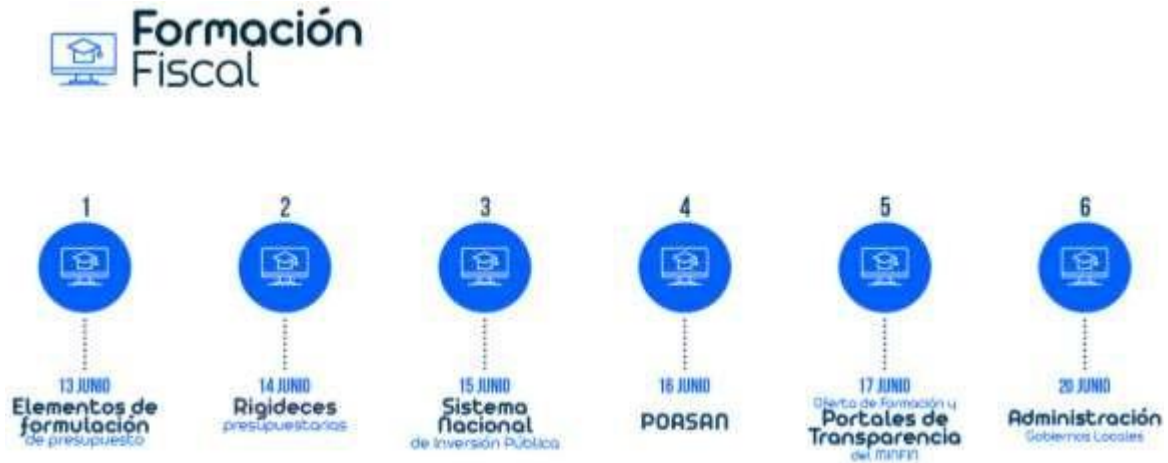 Formación
Fiscal
1
13 JUNIO
Elementos de
formulación
de presupuesto
2
14 JUNIO
Rigideces
presupuestarias
3
15 JUNIO
Sistema
Nacional
de Inversión Pública
4
16 JUNIO
POASAN
5
17 JUNIO
Oferta de Formación y
Portales de
Transparencia
del MINFIN
6
20 JUNIO
Administración
Gobiernos Locales